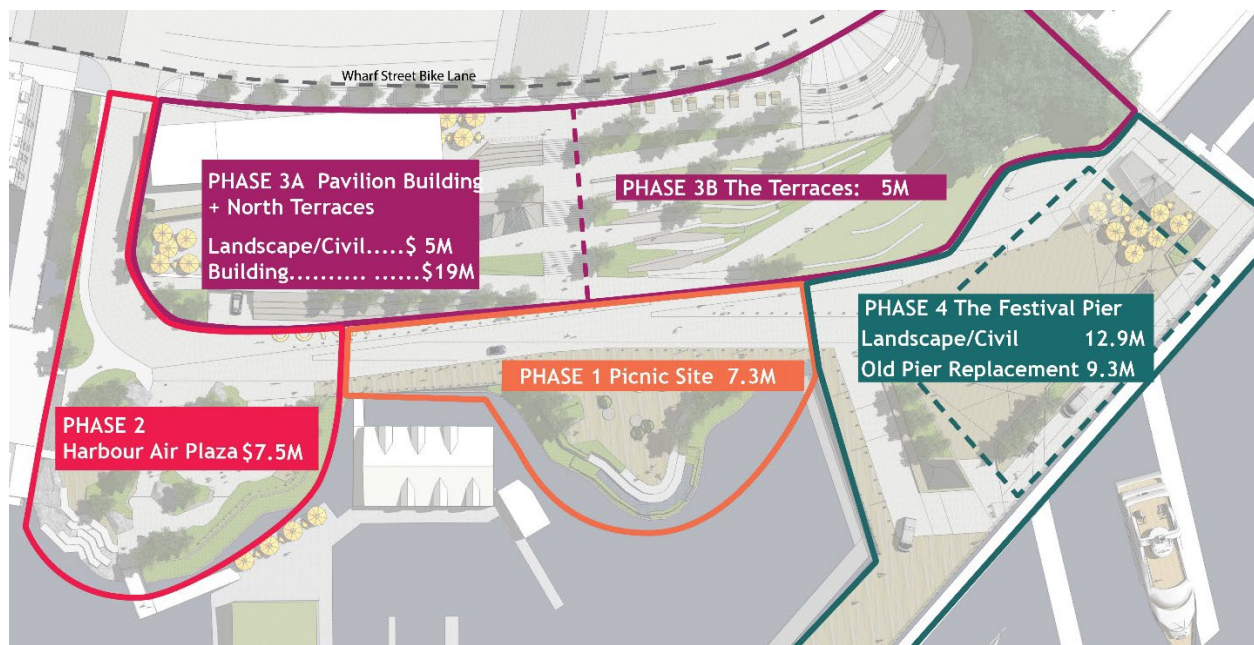 Wharf Street Bike Lane
PHASE 3A  Pavilion Building
+ North Terraces
Landscape/Civil.....$ 5M
Building.......... ......$19M
PHASE 3B The Terraces:   5M
PHASE 4 The Festival Pier
Landscape/Civil          12.9M
Old Pier Replacement 9.3M
PHASE 1 Picnic Site  7.3M
PHASE 2
Harbour Air Plaza $7.5M